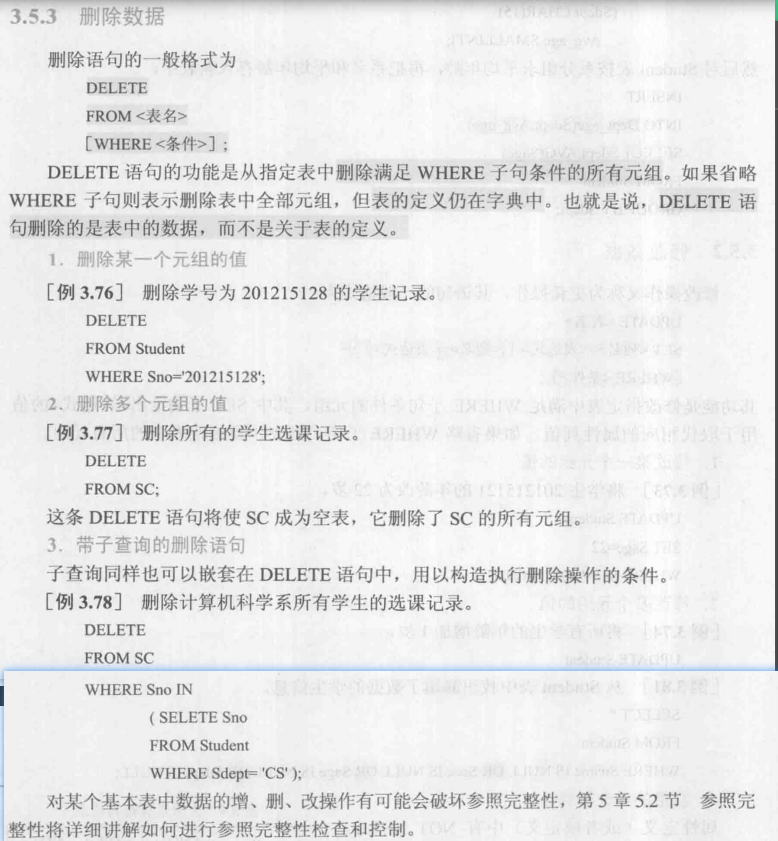 3.5.3 删除数据
删除语句的一般格式为
DELETE
FROM <表名>
[WHERE <条件>] ;
DELETE 语句的功能是从指定表中删除满足 WHERE 子句条件的所有元组。如果省略
WHERE 子句则表示删除表中全部元组，但表的定义仍在字典中。也就是说，DELETE 语
句删除的是表中的数据，而不是关于表的定义。
1．删除某一个元组的值
[例 3.76] 删除学号为 201215128 的学生记录。
DELETE
FROM Student
WHERE Sno='201215128';
2．删除多个元组的值
[例 3.77] 删除所有的学生选课记录。
DELETE
FROM SC;
这条 DELETE 语句将使 SC 成为空表，它删除了 SC 的所有元组。
3．带子查询的删除语句
子查询同样也可以嵌套在 DELETE 语句中，用以构造执行删除操作的条件。
[例 3.78] 删除计算机科学系所有学生的选课记录。
DELETE
FROM SC
WHERE Sno IN
( SELETE Sno
FROM Student
WHERE Sdept= 'CS' );
对某个基本表中数据的增、删、改操作有可能会破坏参照完整性，第 5 章 5.2 节 参照完
整性将详细讲解如何进行参照完整性检查和控制。